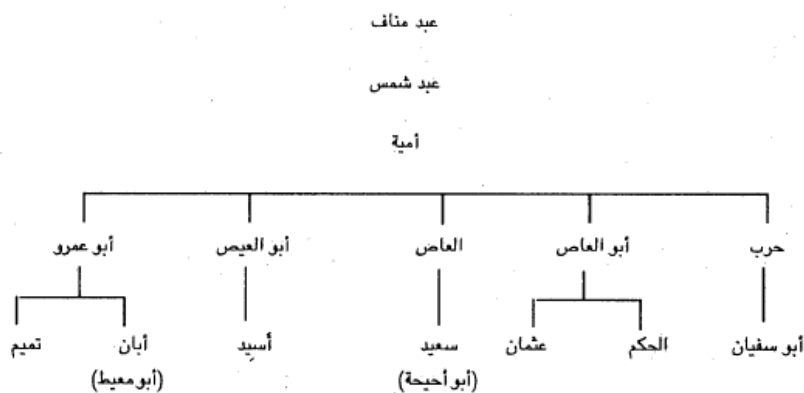 عبد مناف
عبد شمس
أمية
حرب أبو العاص العاض أبو العيص أبو عمرو
أبو سفيان الحكم عثمان سعيد أسيد أبان تميم
(أبو أحيحة) (أبو معيط)